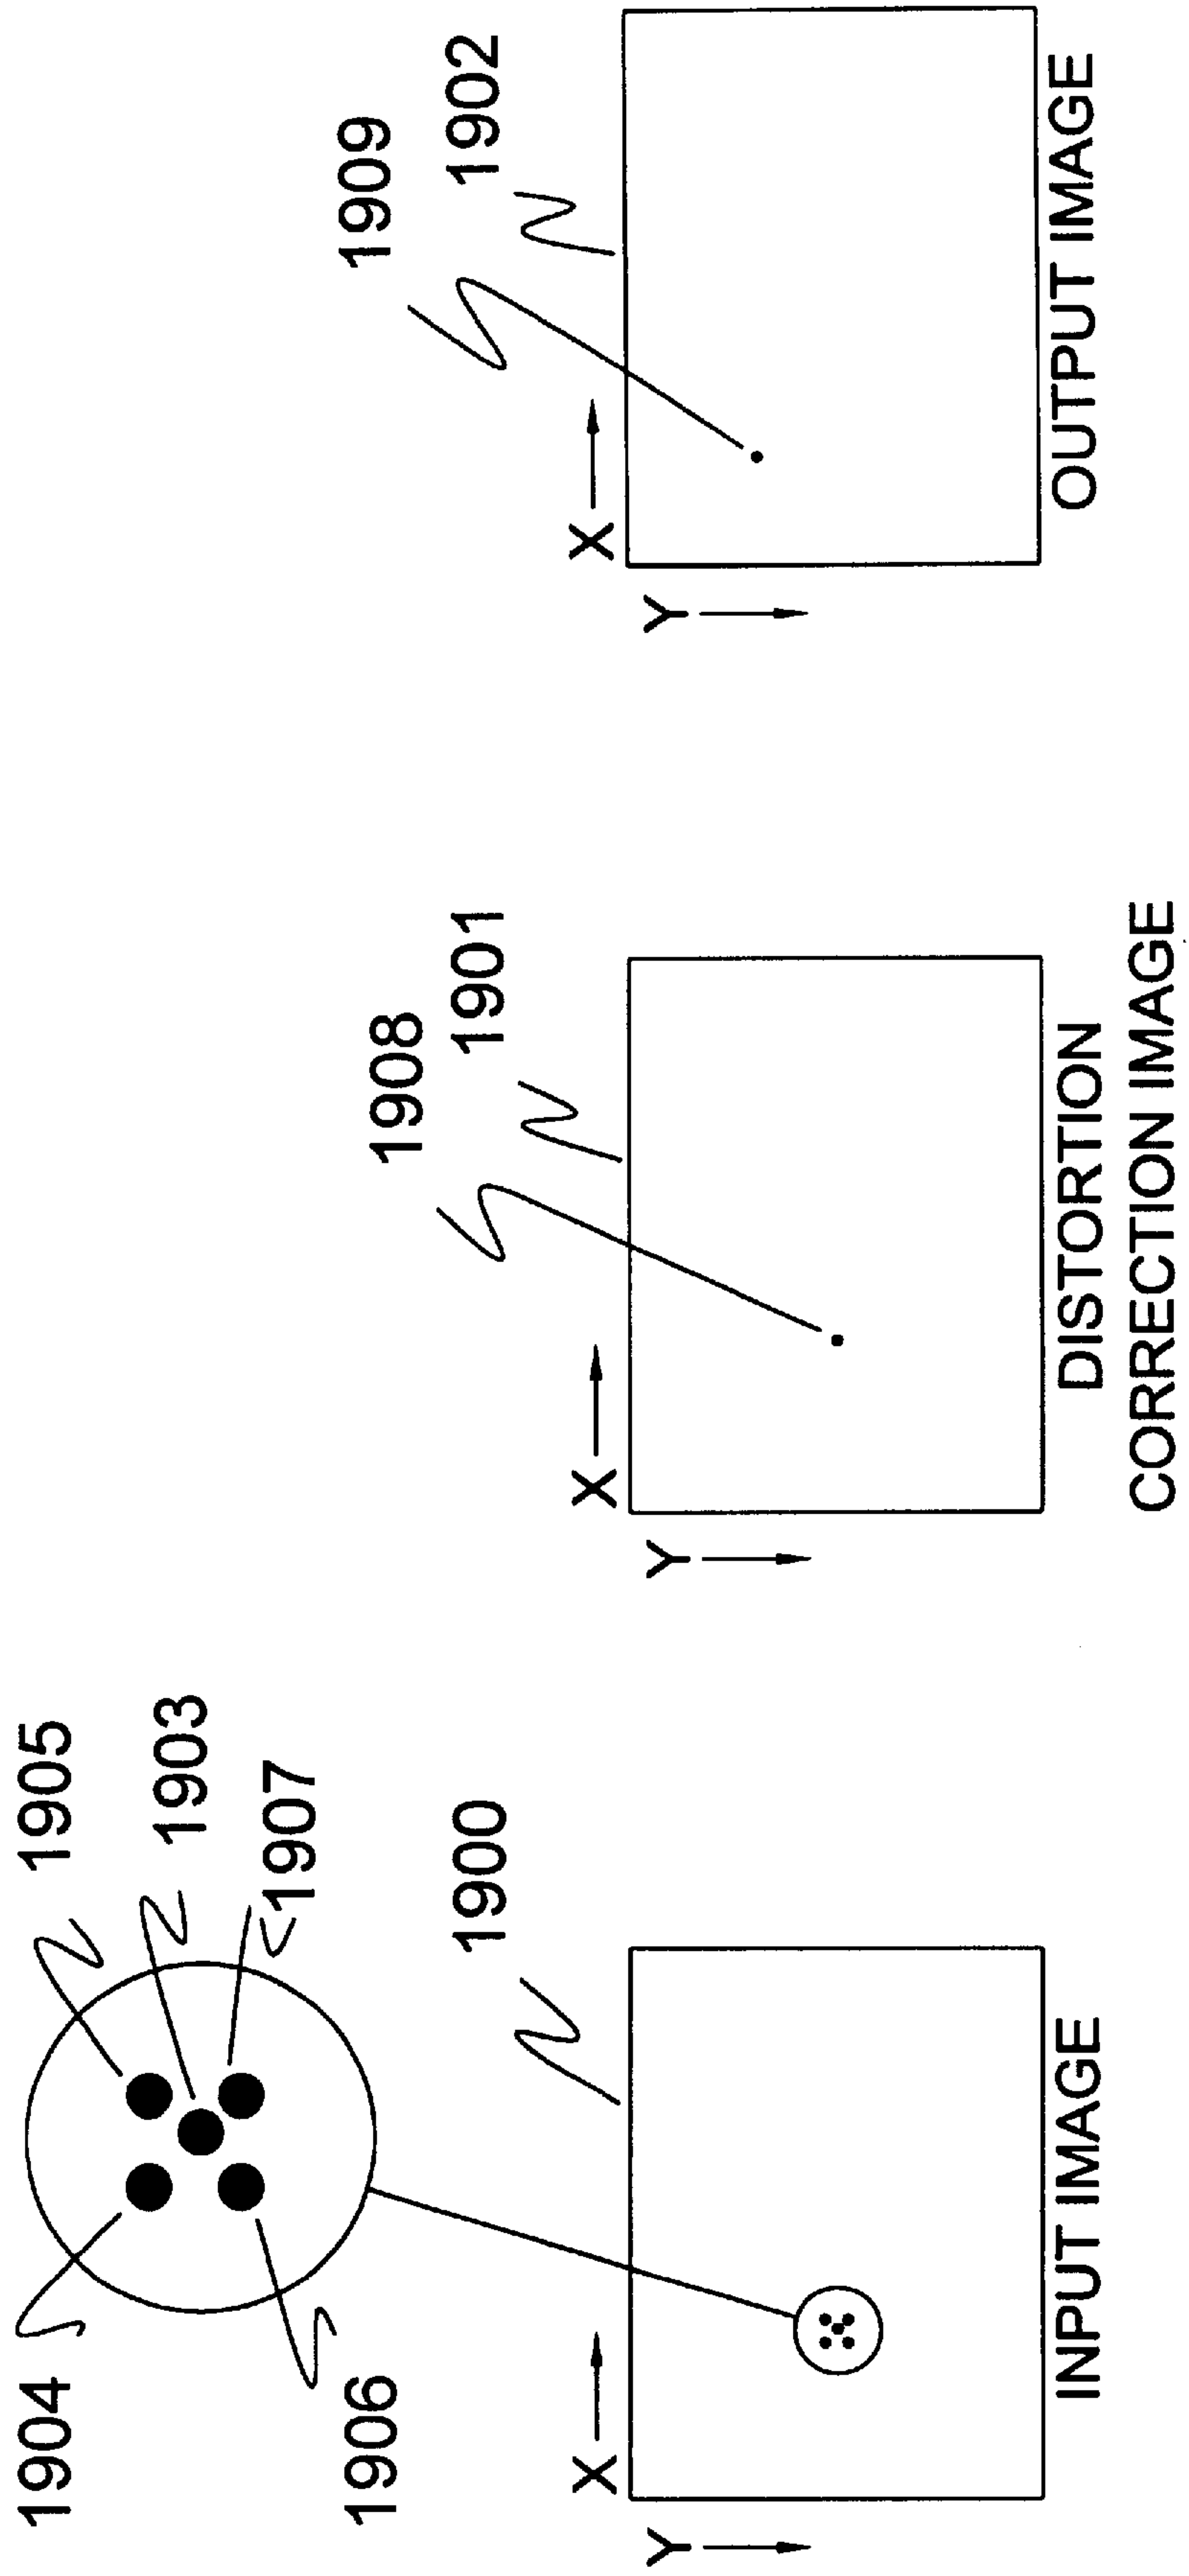 1904
1905
1903
1906
1907
1900
X
Y
INPUT IMAGE
1908
1901
X
Y
DISTORTION
CORRECTION IMAGE
1909
1902
X
Y
OUTPUT IMAGE